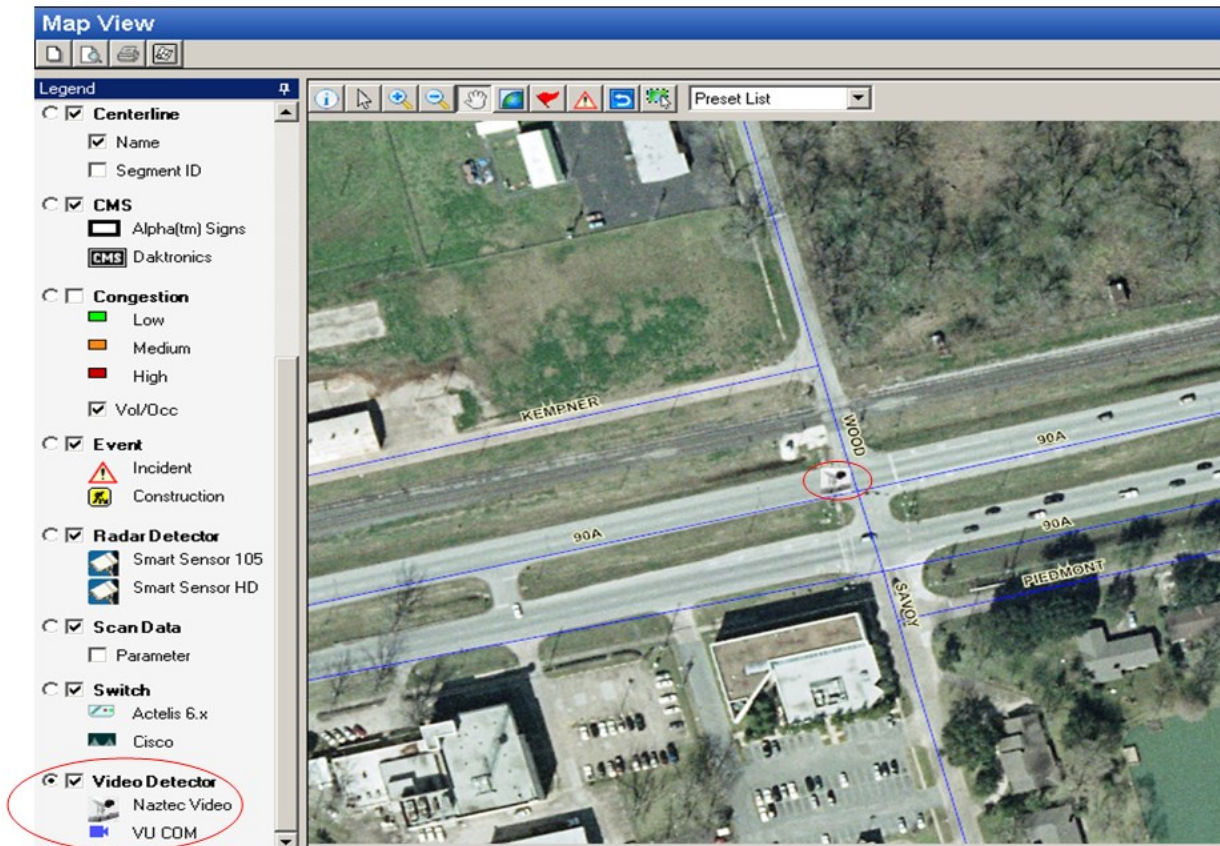 Map View
Legend
Preset List
Centerline
Name
Segment ID
CMS
Alpha(tm) Signs
CMS Daktronics
Congestion
Low
Medium
High
Vol/Occ
Event
Incident
Construction
Radar Detector
Smart Sensor 105
Smart Sensor HD
Scan Data
Parameter
Switch
Actelis 6.x
Cisco
Video Detector
Naztec Video
VU COM
KEMPNER
WOOD
90A
90A
90A
PIEDMONT
SAVOY